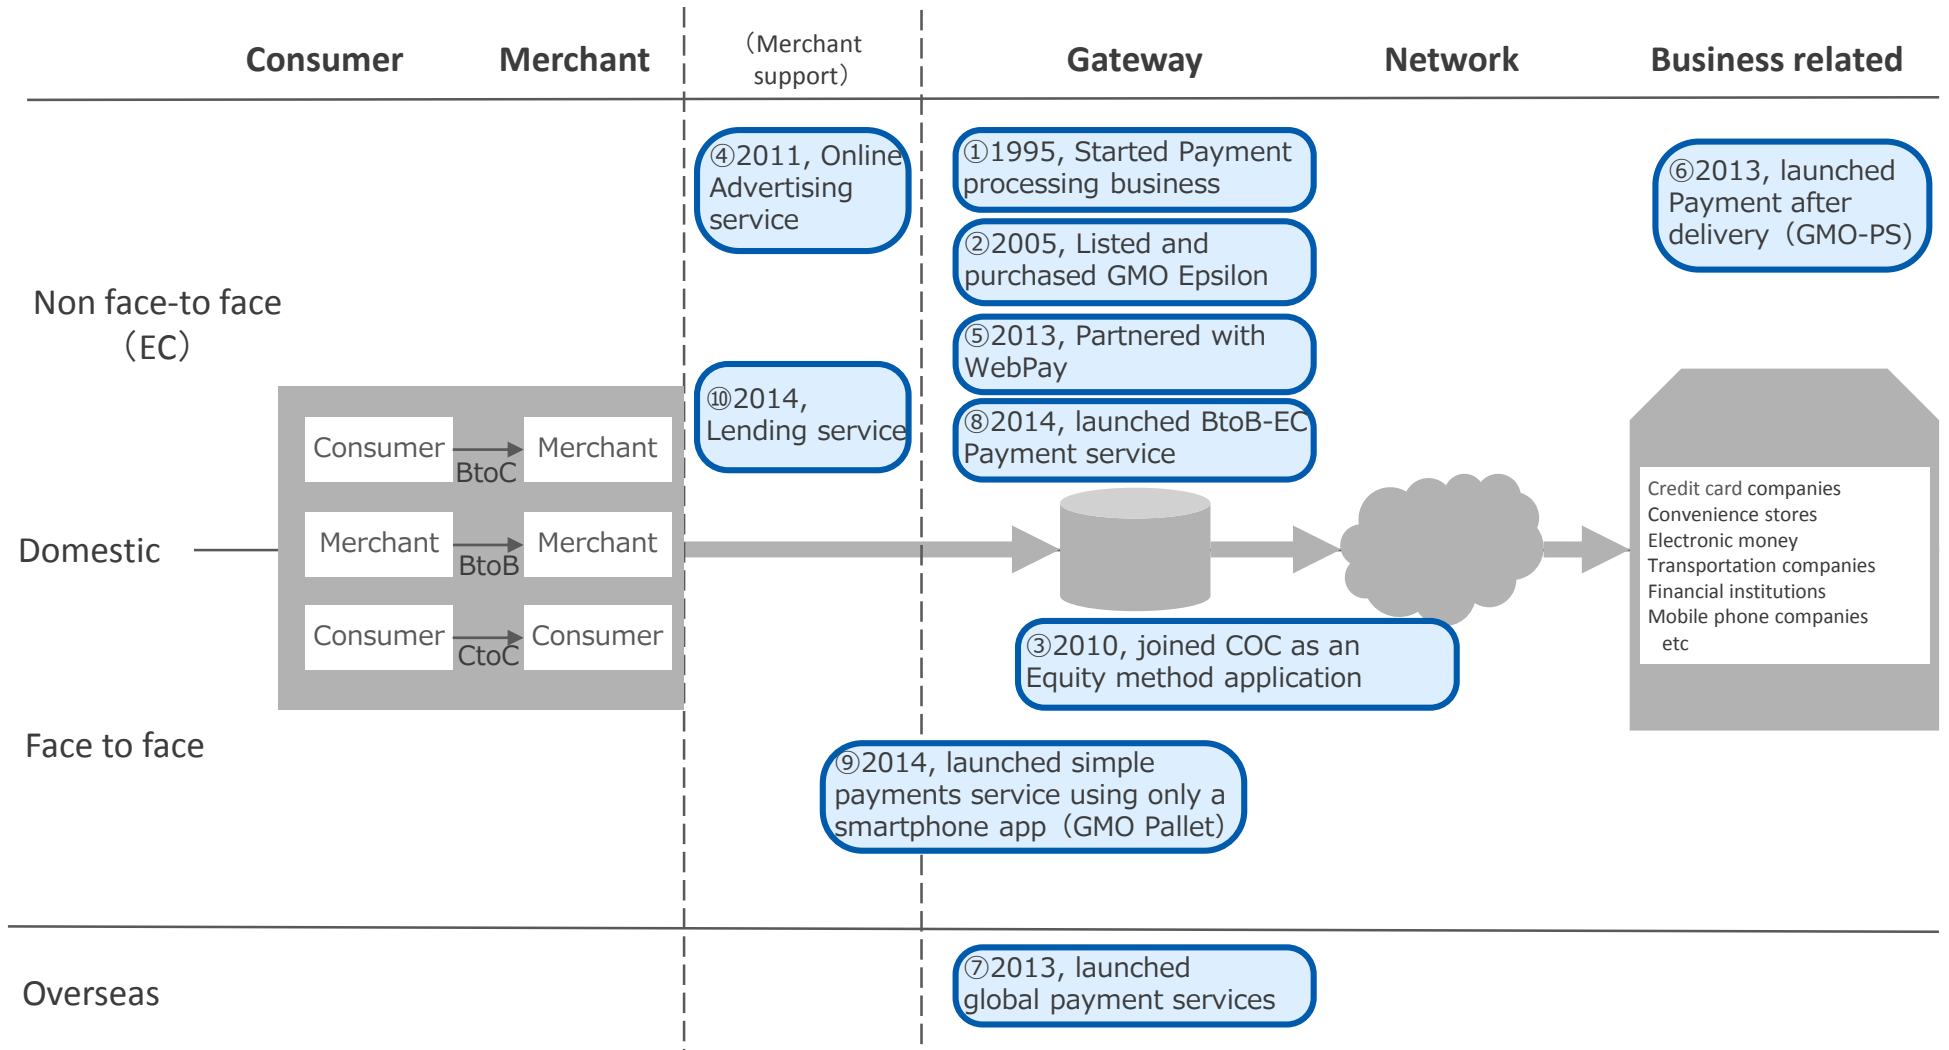 Consumer
Merchant
（Merchant
support）
Gateway
Network
Business related
④2011, Online
Advertising
service
①1995, Started Payment
processing business
⑥2013, launched
Payment after
delivery（GMO-PS)
②2005, Listed and
purchased GMO Epsilon
Non face-to face
（EC）
⑤2013, Partnered with
WebPay
⑩2014,
Lending service
⑧2014, launched BtoB-EC
Payment service
Consumer
BtoC
Merchant
Domestic
Merchant
BtoB
Merchant
Consumer
CtoC
Consumer
Credit card companies
Convenience stores
Electronic money
Transportation companies
Financial institutions
Mobile phone companies
etc
③2010, joined COC as an
Equity method application
Face to face
⑨2014, launched simple
payments service using only a
smartphone app（GMO Pallet）
Overseas
⑦2013, launched
global payment services